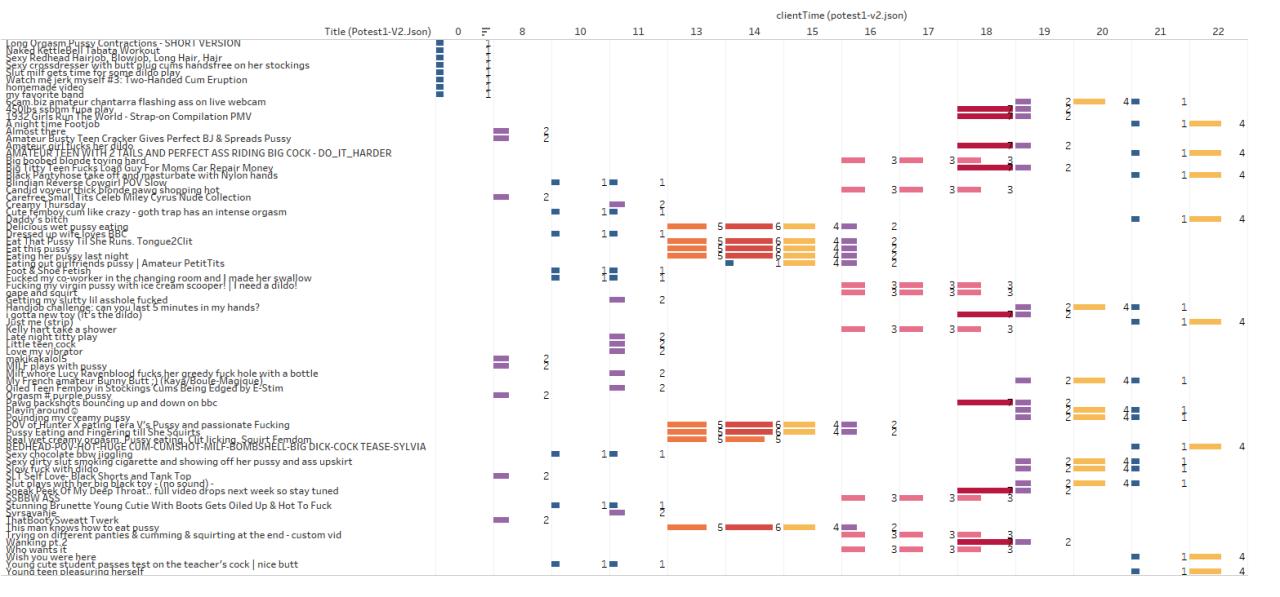 clientTime (potest1-v2.json)
Title (Potest1-V2.Json) 0 8 10 11 13 14 15 16 17 18 19 20 21 22
Long Orgasm Pussy Contractions - SHORT VERSION 1
Naked KettleBell Tabata Workout 1
Sexy Redhead Hairjob, Blowjob, Long Hair, Hair 1
Sexy crossdresser with butt plug cums handsfree on her stockings 1
Slut milf gets time for some dildo play 1
Watch me jerk myself #3: Two-Handed Cum Eruption 1
homemade video 1
my favorite band 1
6cam.biz amateur chantarra flashing ass on live webcam 2 4 1
450lbs ssbhm fupa play 7 2
1932 Girls Run The World - Strap-on Compilation PMV 7 2
A night time Footjob 1 4
Almost there 2
Amateur Busty Teen Cracker Gives Perfect BJ & Spreads Pussy 2
Amateur girl fucks her dildo 7 2
AMATEUR TEEN WITH 2 TAILS AND PERFECT ASS RIDING BIG COCK - DO_IT_HARDER 1 4
Big boobed blonde toying hard 3 3 3
Big Titty Teen Fucks Loan Guy For Moms Car Repair Money 7 2
Black Pantyhose take off and masturbate with Nylon hands 1 4
Blindian Reverse Cowgirl POV Slow 1 1
Candid voyeur thick blonde pawg shopping hot 3 3 3
Carefree Small Tits Celeb Miley Cyrus Nude Collection 2
Creamy Thursday 2
Cute femboy cum like crazy - goth trap has an intense orgasm 1 1
Daddy's bitch 1 4
Delicious wet pussy eating 5 6 4 2
Dressed up wife loves BBC 1 1
Eat That Pussy Til She Runs. Tongue2Clit 5 6 4 2
Eat this pussy 5 6 4 2
Eating her pussy last night 5 6 4 2
Eating out girlfriends pussy | Amateur PetitTits 1 4 2
Foot & Shoe Fetish 1 1
Fucked my co-worker in the changing room and I made her swallow 1 1
Fucking my virgin pussy with ice cream scooper! | I need a dildo! 3 3 3
gape and squirt 3 3 3
Getting my slutty lil asshole fucked 2
Handjob challenge: can you last 5 minutes in my hands? 2 4 1
i gotta new toy (it's the dildo) 7 2
Just me (strip) 1 4
Kelly hart take a shower 3 3 3
Late night titty play 2
Little teen cock 2
Love my vibrator 2
makikakalol5 2
MILF plays with pussy 2
Milf whore Lucy Ravenblood fucks her greedy fuck hole with a bottle 2
My French amateur Bunny Butt ;) (Kaya/Boule-Magique) 2 4 1
Oiled Teen Femboy in Stockings Cums Being Edged by E-Stim 2
Orgasm # purple pussy 2
Pawg backshots bouncing up and down on bbc 7 2
Playin around☺ 2 4 1
Pounding my creamy pussy 2 4 1
POV of Hunter X eating Tera V's Pussy and passionate Fucking 5 6 4 2
Pussy Eating and Fingering till She Squirts 5 6 4 2
Real wet creamy orgasm. Pussy eating. Clit licking. Squirt Femdom 5 5
REDHEAD-POV-HOT-HUGE CUM-CUMSHOT-MILF-BOMBSHELL-BIG DICK-COCK TEASE-SYLVIA 1 4
Sexy chocolate bbw jiggling 1 1
Sexy dirty slut smoking cigarette and showing off her pussy and ass upskirt 2 4 1
Slow fuck with dildo 2 4 1
SLT Self Love- Black Shorts and Tank Top 2
Slut plays with her big black toy - (no sound) - 2 4 1
Sneak Peek Of My Deep Throat.. full video drops next week so stay tuned 7 2
SSBBW ASS 3 3 3
Stunning Brunette Young Cutie With Boots Gets Oiled Up & Hot To Fuck 1 1
Svrsavanje 2
ThatBootySweatt Twerk 2
This man knows how to eat pussy 5 6 4 2
Trying on different panties & cumming & squirting at the end - custom vid 3 3 3
Wanking pt.2 7 2
Who wants it 3 3 3
Wish you were here 1 4
Young cute student passes test on the teacher's cock | nice butt 1 1
Young teen pleasuring herself 1 4